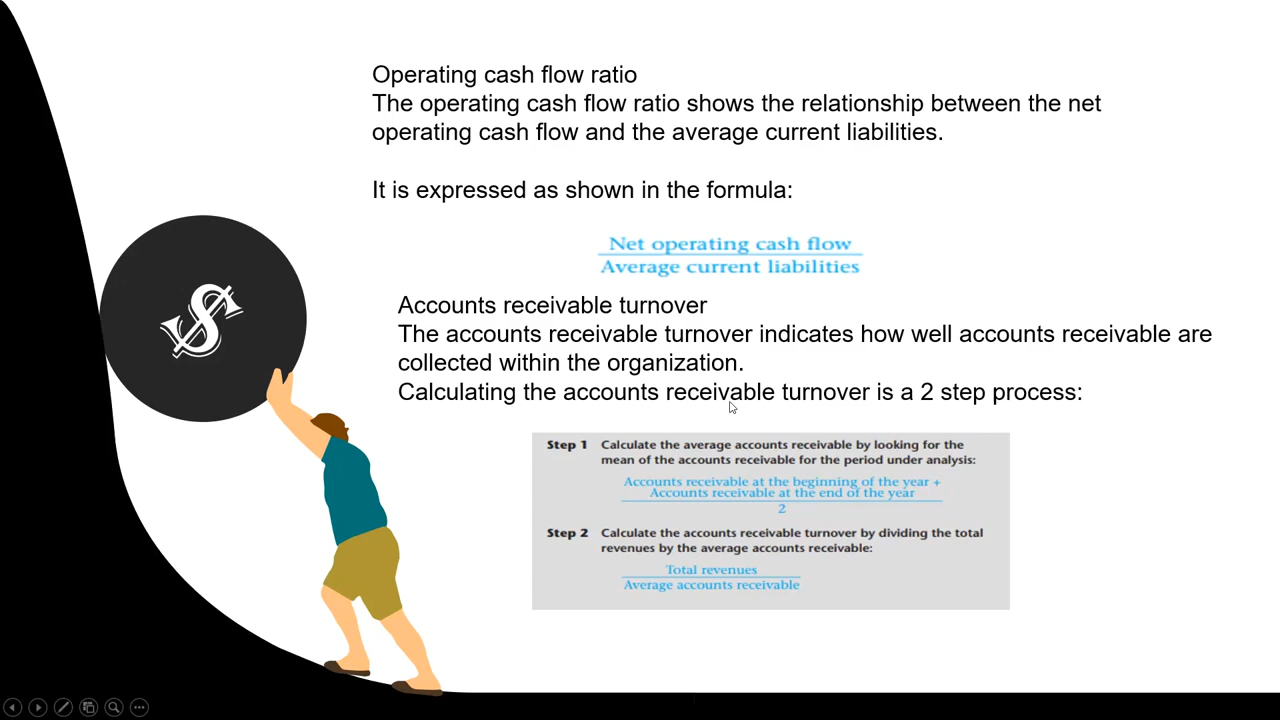 Operating cash flow ratio
The operating cash flow ratio shows the relationship between the net
operating cash flow and the average current liabilities.
It is expressed as shown in the formula:
Net operating cash flow
Average current liabilities
Accounts receivable turnover
The accounts receivable turnover indicates how well accounts receivable are
collected within the organization.
Calculating the accounts receivable turnover is a 2 step process:
Step 1 Calculate the average accounts receivable by looking for the
mean of the accounts receivable for the period under analysis:
Accounts receivable at the beginning of the year +
Accounts receivable at the end of the year
2
Step 2 Calculate the accounts receivable turnover by dividing the total
revenues by the average accounts receivable:
Total revenues
Average accounts receivable
$